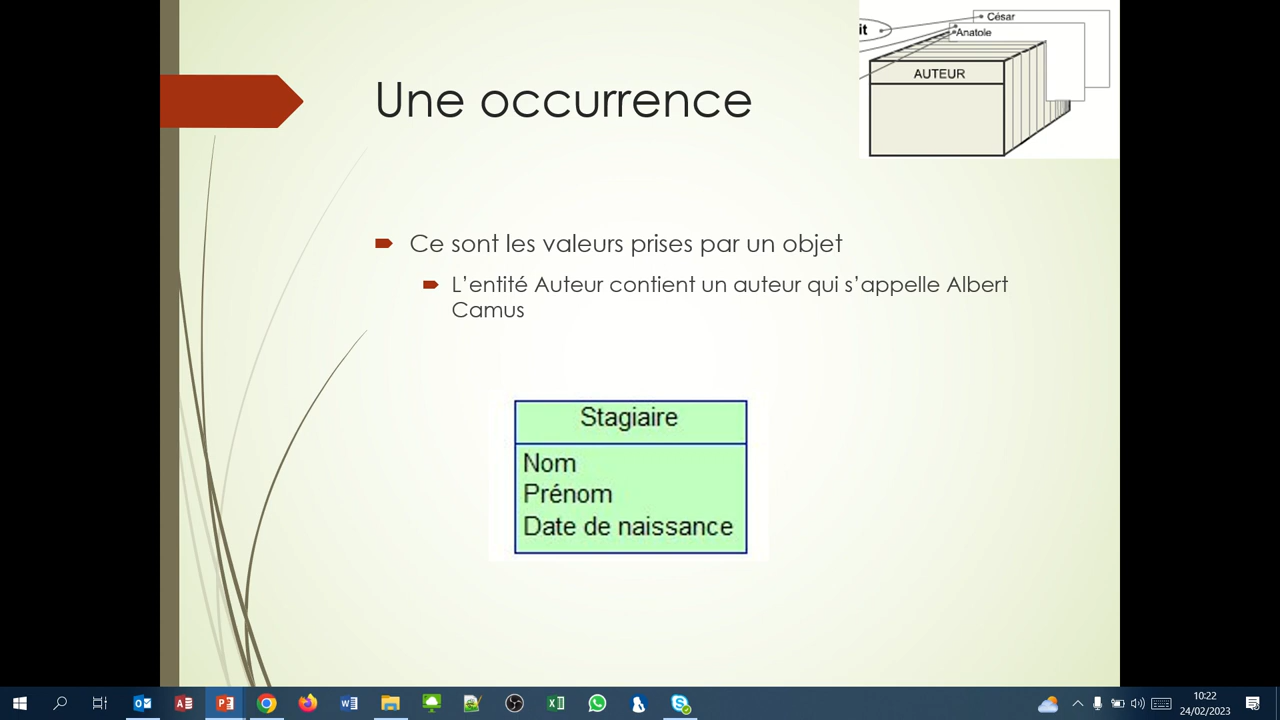 it
César
Anatole
AUTEUR
Une occurrence
Ce sont les valeurs prises par un objet
L’entité Auteur contient un auteur qui s’appelle Albert
Camus
Stagiaire
Nom
Prénom
Date de naissance
10:22
24/02/2023